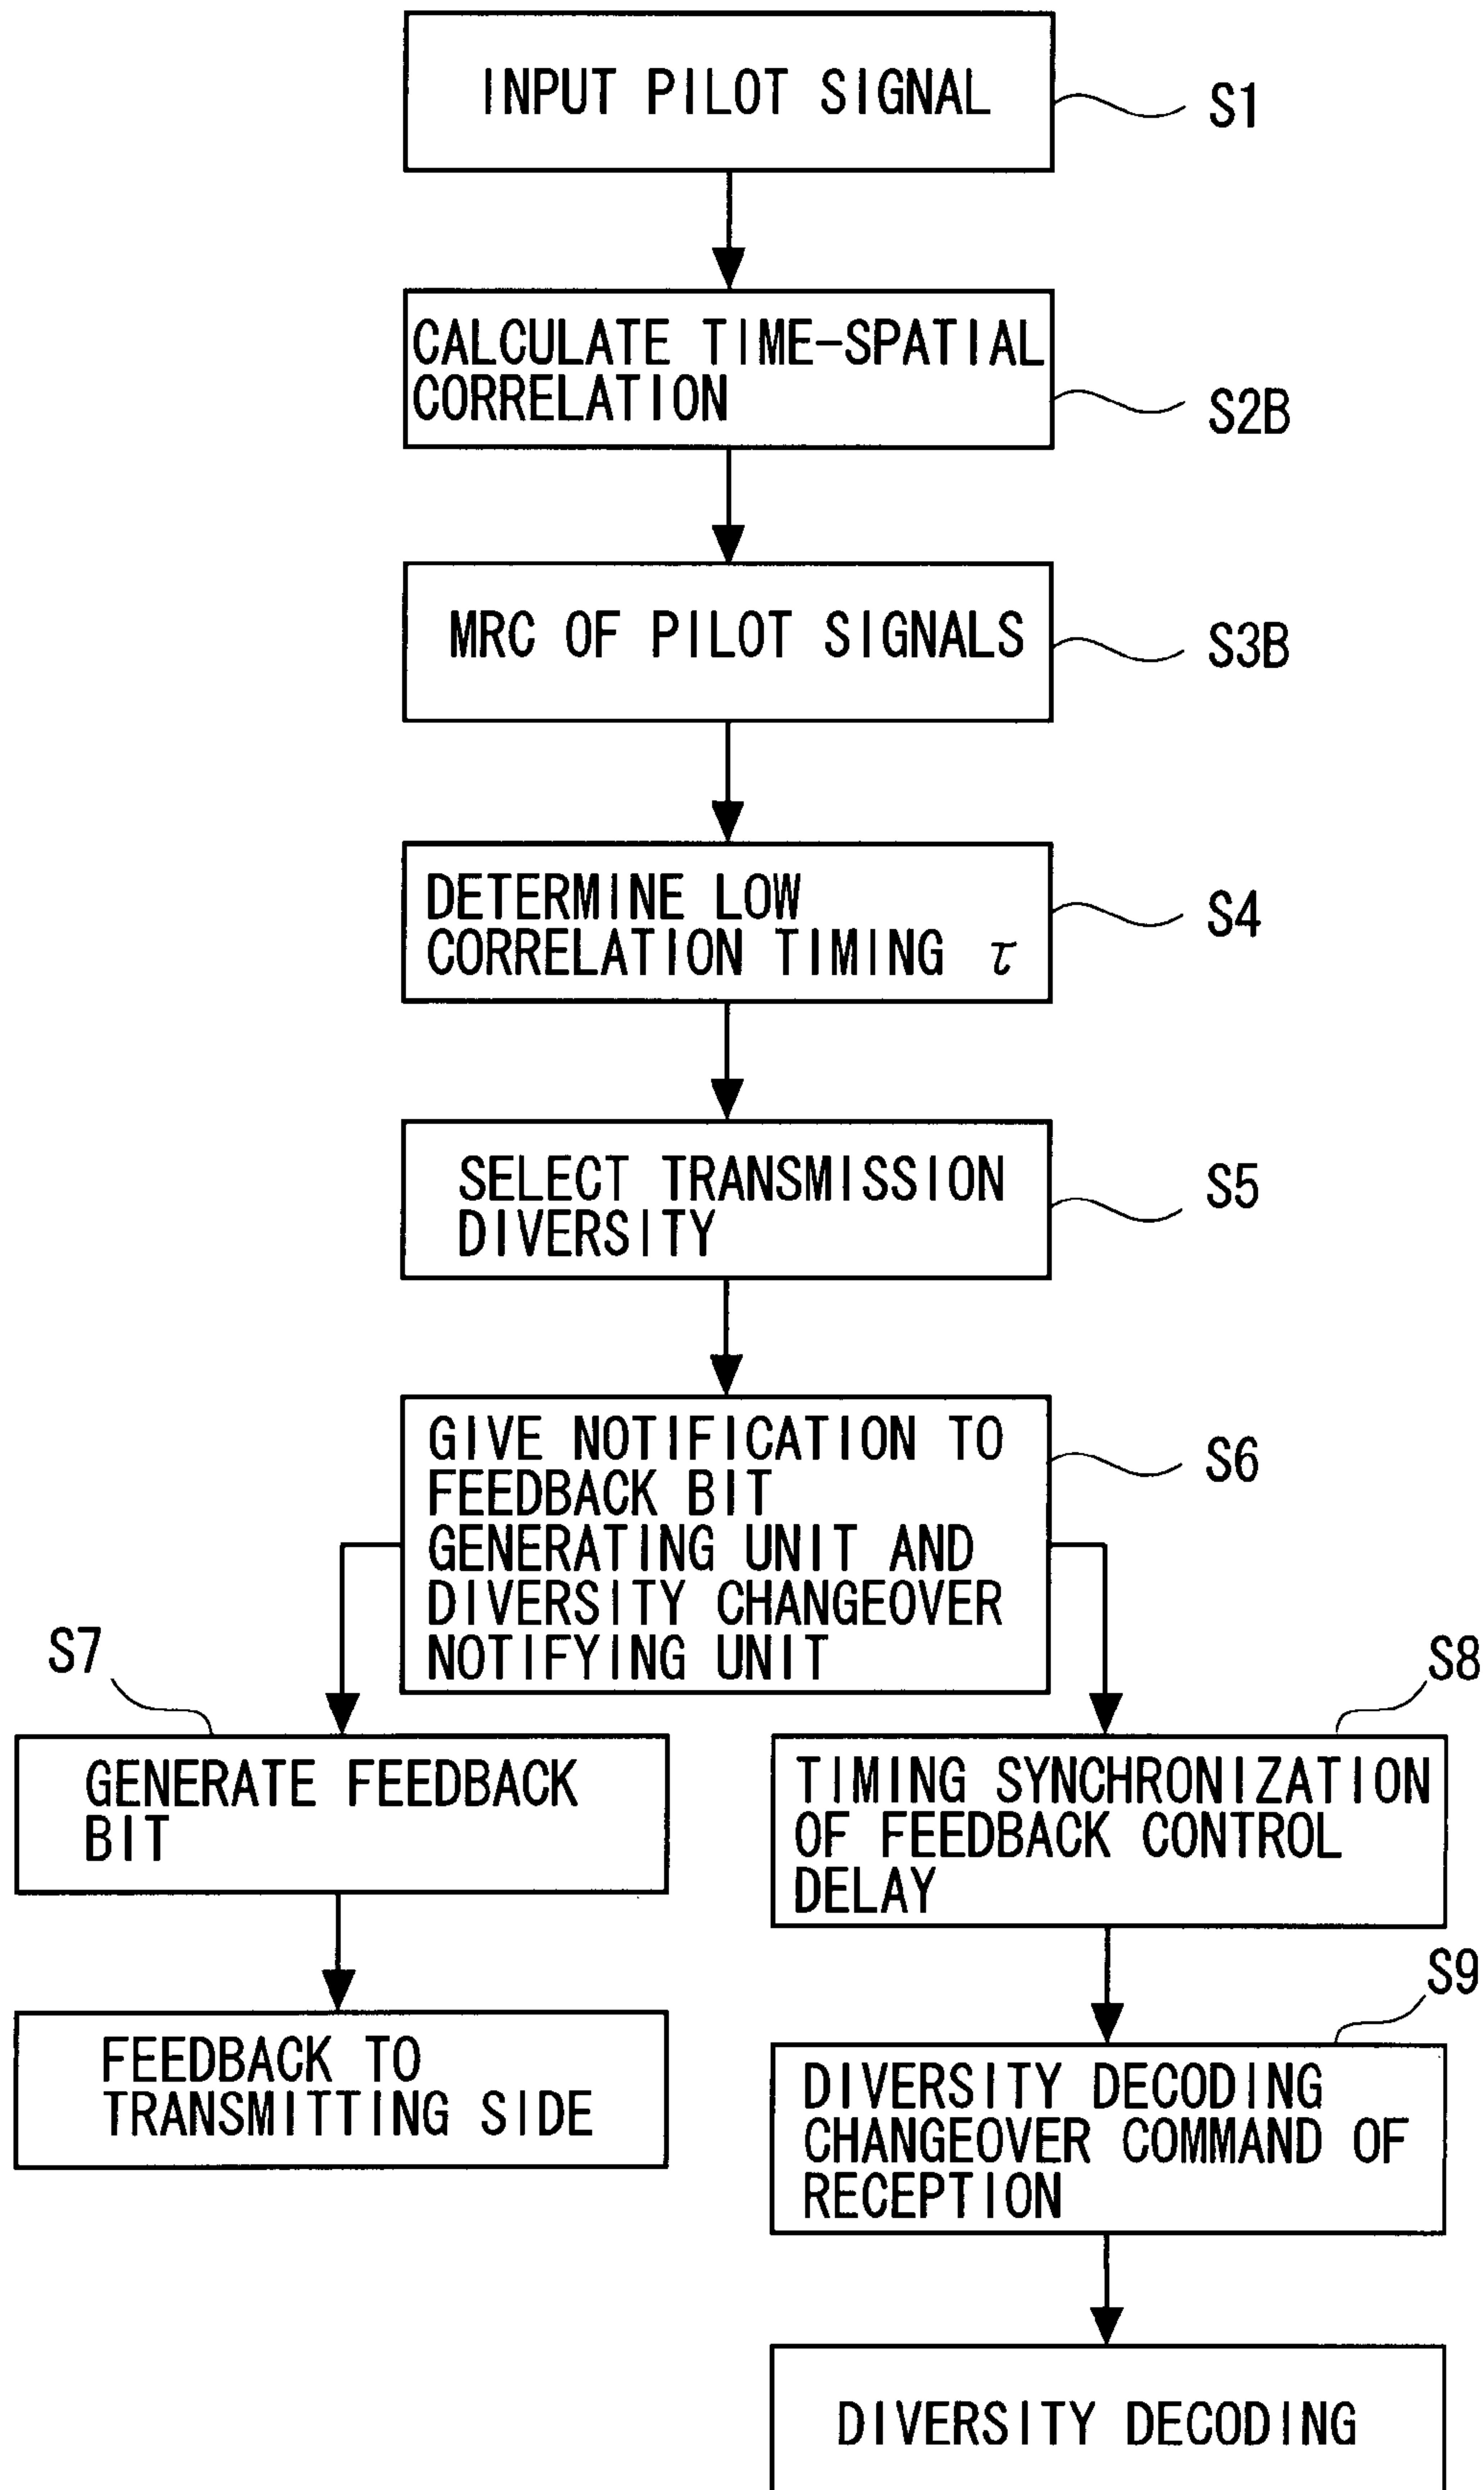 INPUT PILOT SIGNAL
S1
CALCULATE TIME-SPATIAL
CORRELATION
S2B
MRC OF PILOT SIGNALS
S3B
DETERMINE LOW
CORRELATION TIMING τ
S4
SELECT TRANSMISSION
DIVERSITY
S5
GIVE NOTIFICATION TO
FEEDBACK BIT
GENERATING UNIT AND
DIVERSITY CHANGEOVER
NOTIFYING UNIT
S6
S7
GENERATE FEEDBACK
BIT
FEEDBACK TO
TRANSMITTING SIDE
S8
TIMING SYNCHRONIZATION
OF FEEDBACK CONTROL
DELAY
S9
DIVERSITY DECODING
CHANGEOVER COMMAND OF
RECEPTION
DIVERSITY DECODING